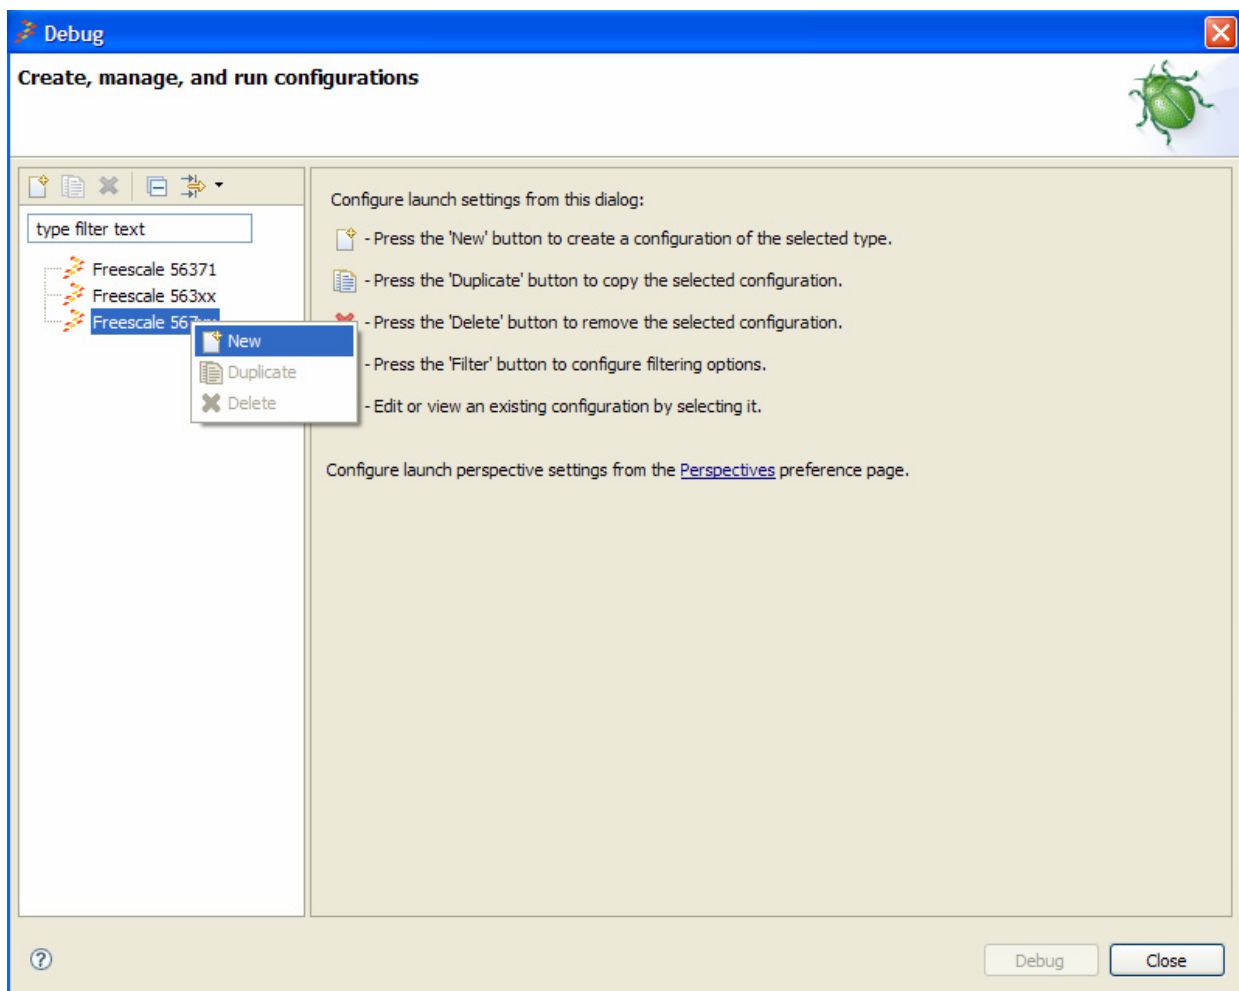 Debug
Create, manage, and run configurations
type filter text
Freescale 56371
Freescale 563xx
Freescale
New
Duplicate
Delete
Configure launch settings from this dialog:
- Press the 'New' button to create a configuration of the selected type.
- Press the 'Duplicate' button to copy the selected configuration.
- Press the 'Delete' button to remove the selected configuration.
- Press the 'Filter' button to configure filtering options.
- Edit or view an existing configuration by selecting it.
Configure launch perspective settings from the Perspectives preference page.
Debug
Close